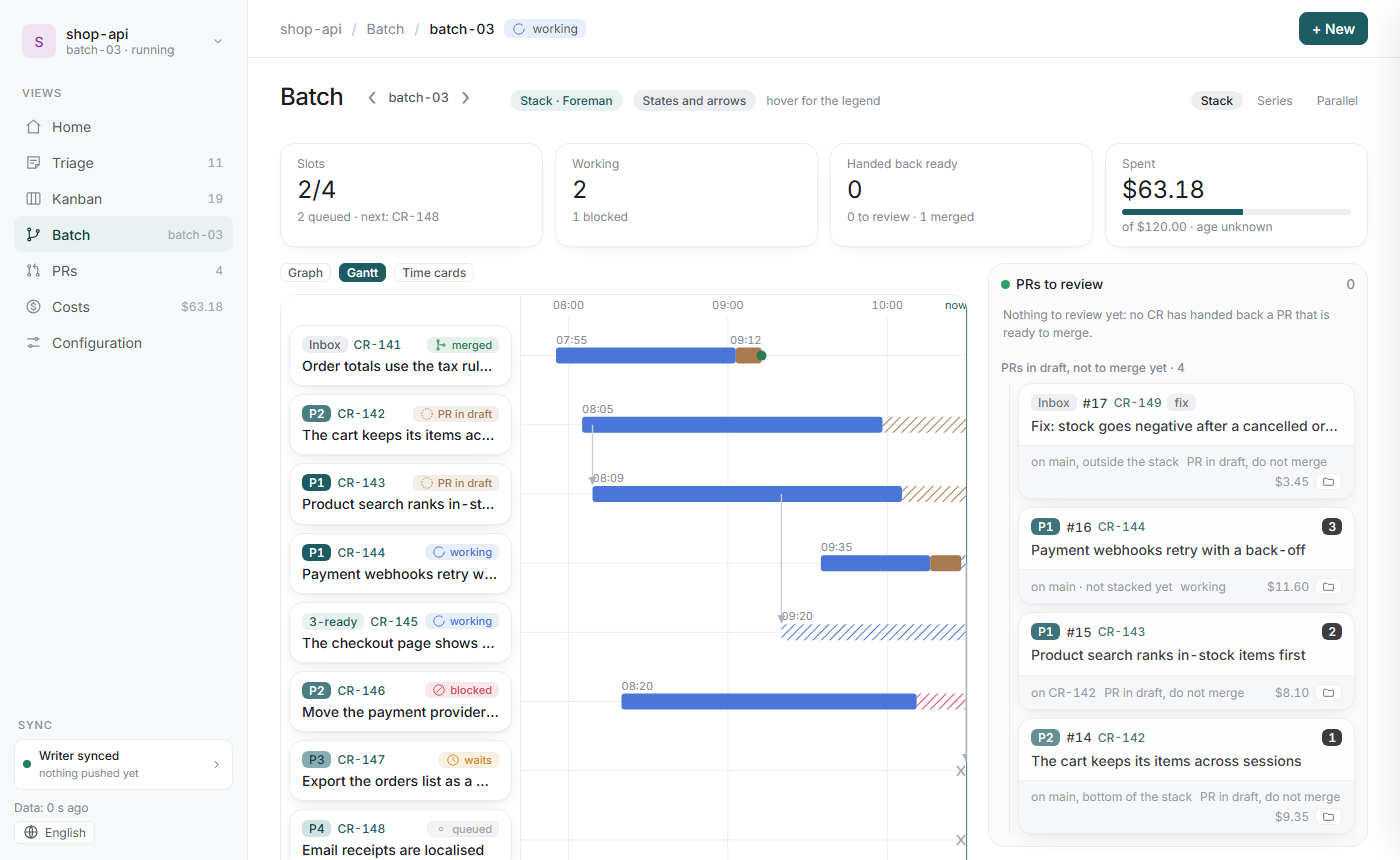 S
shop-api
batch-03 · running
VIEWS
Home
Triage 11
Kanban 19
Batch batch-03
PRs 4
Costs $63.18
Configuration
SYNC
Writer synced
nothing pushed yet
Data: 0 s ago
English
shop-api / Batch / batch-03 working
+ New
Batch batch-03 Stack · Foreman States and arrows hover for the legend
Stack Series Parallel
Slots
2/4
2 queued · next: CR-148
Working
2
1 blocked
Handed back ready
0
0 to review · 1 merged
Spent
$63.18
of $120.00 · age unknown
Graph Gantt Time cards
08:00 09:00 10:00 now
Inbox CR-141 merged
Order totals use the tax rul...
07:55 09:12
P2 CR-142 PR in draft
The cart keeps its items ac...
08:05
P1 CR-143 PR in draft
Product search ranks in-st...
08:09
P1 CR-144 working
Payment webhooks retry w...
09:35
3-ready CR-145 working
The checkout page shows ...
09:20
P2 CR-146 blocked
Move the payment provider...
08:20
P3 CR-147 waits
Export the orders list as a ...
X
P4 CR-148 queued
Email receipts are localised
X
PRs to review 0
Nothing to review yet: no CR has handed back a PR that is
ready to merge.
PRs in draft, not to merge yet · 4
Inbox #17 CR-149 fix
Fix: stock goes negative after a cancelled or...
on main, outside the stack PR in draft, do not merge
$3.45
P1 #16 CR-144 3
Payment webhooks retry with a back-off
on main · not stacked yet working $11.60
P1 #15 CR-143 2
Product search ranks in-stock items first
on CR-142 PR in draft, do not merge $8.10
P2 #14 CR-142 1
The cart keeps its items across sessions
on main, bottom of the stack PR in draft, do not merge
$9.35